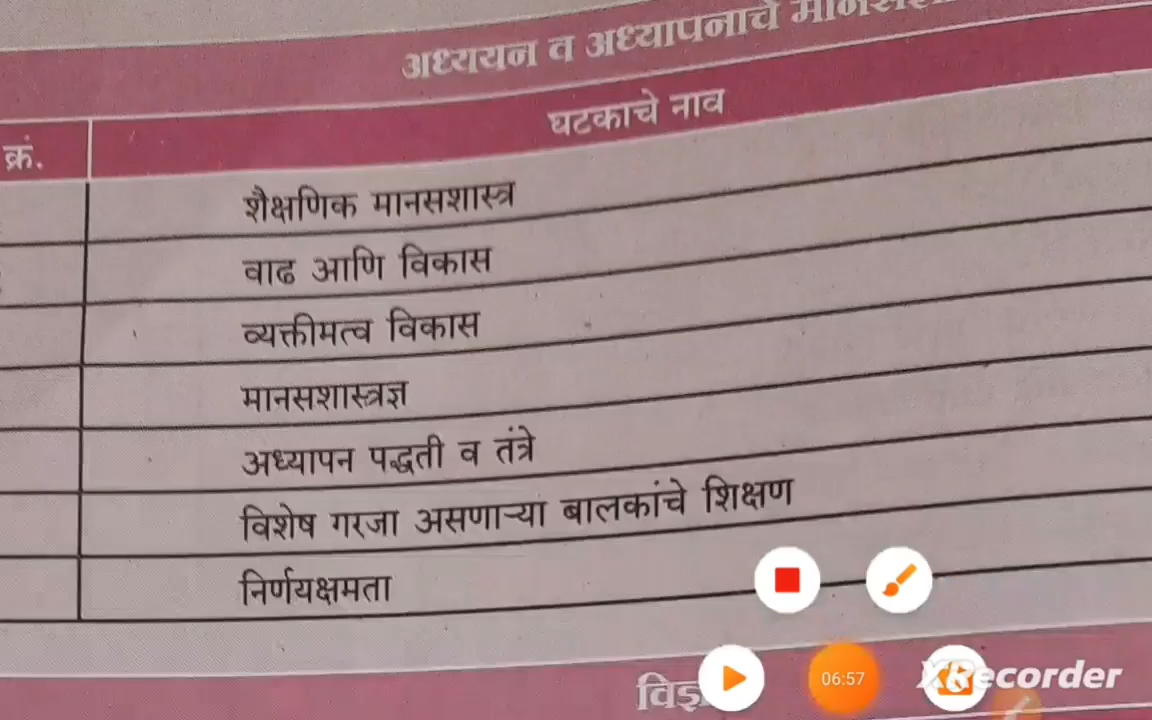 अध्ययन व अध्यापनाचे
क्रं.
घटकाचे नाव
शैक्षणिक मानसशास्त्र
वाढ आणि विकास
व्यक्तीमत्व विकास
मानसशास्त्रज्ञ
अध्यापन पद्धती व तंत्रे
विशेष गरजा असणाऱ्या बालकांचे शिक्षण
निर्णयक्षमता
06:57
XRecorder